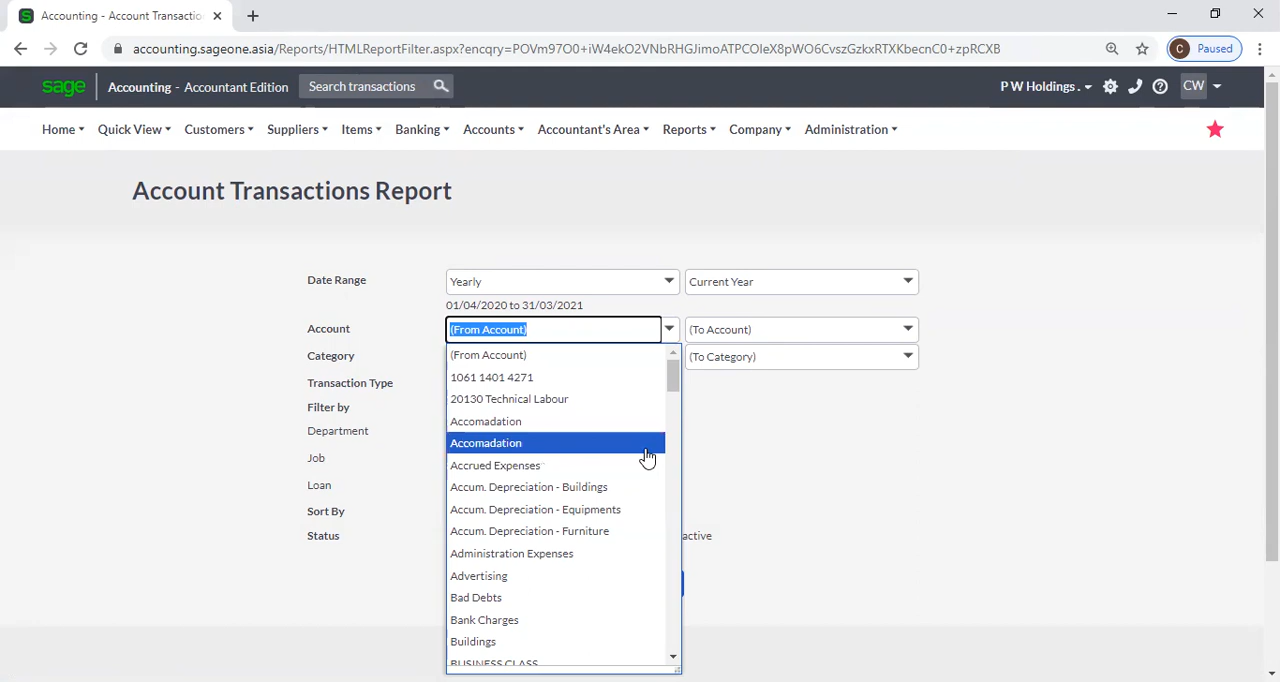 Accounting - Account Transactio
accounting.sageone.asia/Reports/HTMLReportFilter.aspx?encqry=POVm97O0+iW4ekO2VNbRHGJimoATPCOIeX8pWO6CvszGzkxRTXKbecnC0+zpRCXB
C Paused
sage Accounting - Accountant Edition Search transactions P W Holdings . CW
Home Quick View Customers Suppliers Items Banking Accounts Accountant's Area Reports Company Administration
Account Transactions Report
Date Range Yearly Current Year
01/04/2020 to 31/03/2021
Account (From Account) (To Account)
Category (To Category)
Transaction Type
Filter by
Department
Job
Loan
Sort By
Status active
(From Account)
1061 1401 4271
20130 Technical Labour
Accomadation
Accomadation
Accrued Expenses
Accum. Depreciation - Buildings
Accum. Depreciation - Equipments
Accum. Depreciation - Furniture
Administration Expenses
Advertising
Bad Debts
Bank Charges
Buildings
BUSINESS CLASS